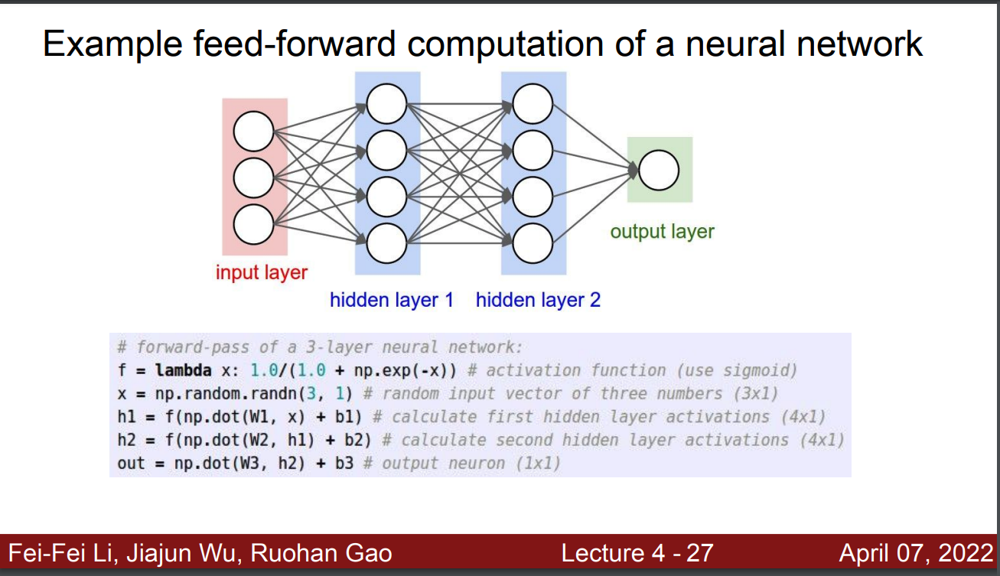 Example feed-forward computation of a neural network
input layer
hidden layer 1
hidden layer 2
output layer
# forward-pass of a 3-layer neural network:
f = lambda x: 1.0/(1.0 + np.exp(-x)) # activation function (use sigmoid)
x = np.random.randn(3, 1) # random input vector of three numbers (3x1)
h1 = f(np.dot(W1, x) + b1) # calculate first hidden layer activations (4x1)
h2 = f(np.dot(W2, h1) + b2) # calculate second hidden layer activations (4x1)
out = np.dot(W3, h2) + b3 # output neuron (1x1)
Fei-Fei Li, Jiajun Wu, Ruohan Gao
Lecture 4 - 27
April 07, 2022